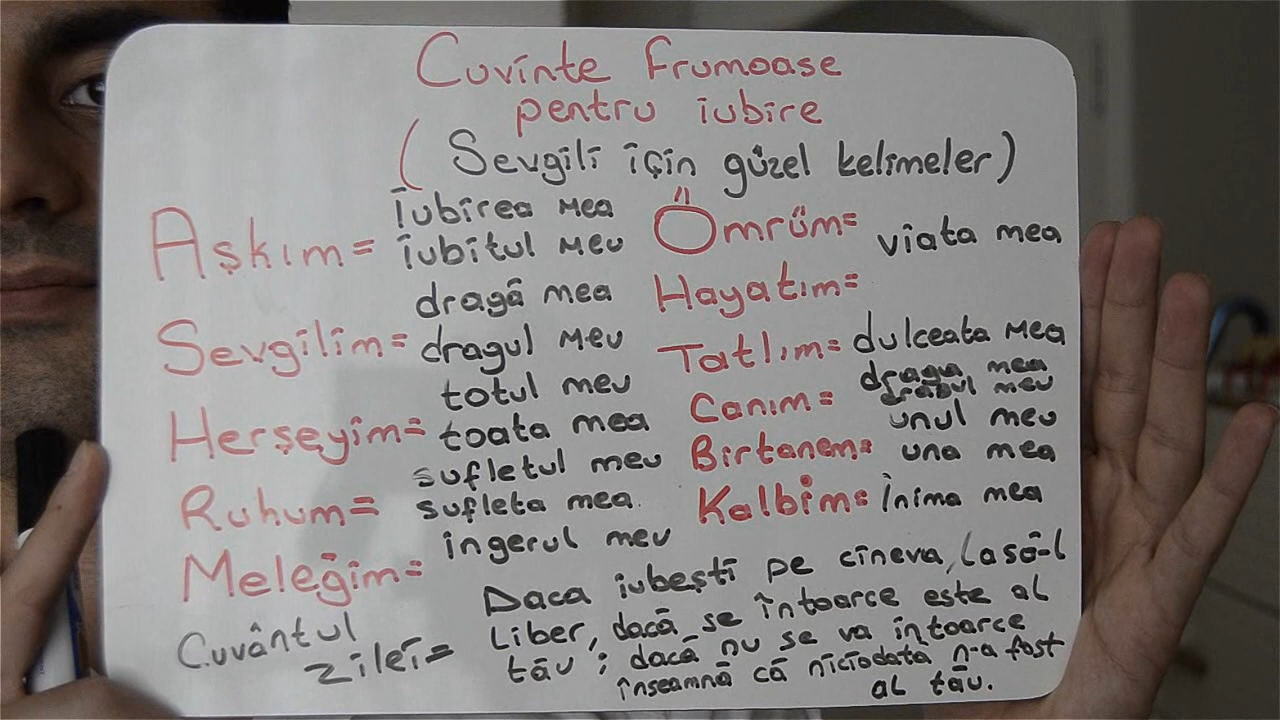 Cuvinte frumoase
pentru iubire
(Sevgili için güzel kelimeler)
Aşkım = iubirea mea
iubitul meu
Sevgilim = dragă mea
dragul meu
Herşeyim = totul meu
toata mea
Ruhum = sufletul meu
sufleta mea
Meleğim = îngerul meu
Ömrüm = viata mea
Hayatım =
Tatlım = dulceata mea
Canım = draga mea
dragul meu
Birtanem = unul meu
una mea
Kalbim = înima mea
Cuvântul
zilei = Daca iubeşti pe cineva, lasă-l
liber, dacă se întoarce este al
tău ; dacă nu se va întoarce
înseamnă că niciodată n-a fost
al tău.